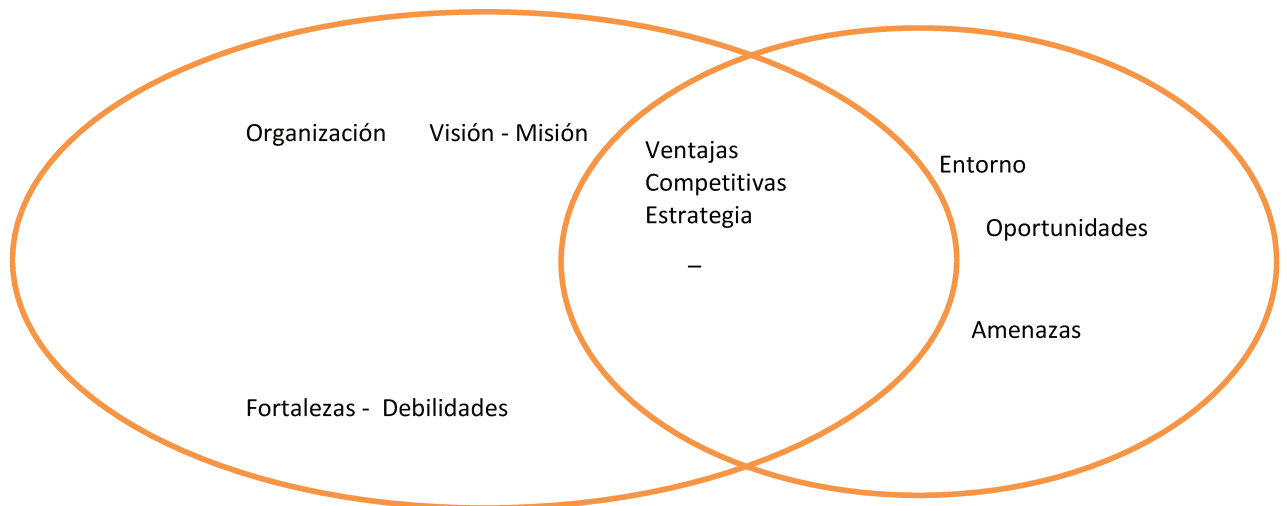 Organización Visión - Misión
Ventajas
Competitivas
Estrategia
–
Entorno
Oportunidades
Amenazas
Fortalezas - Debilidades